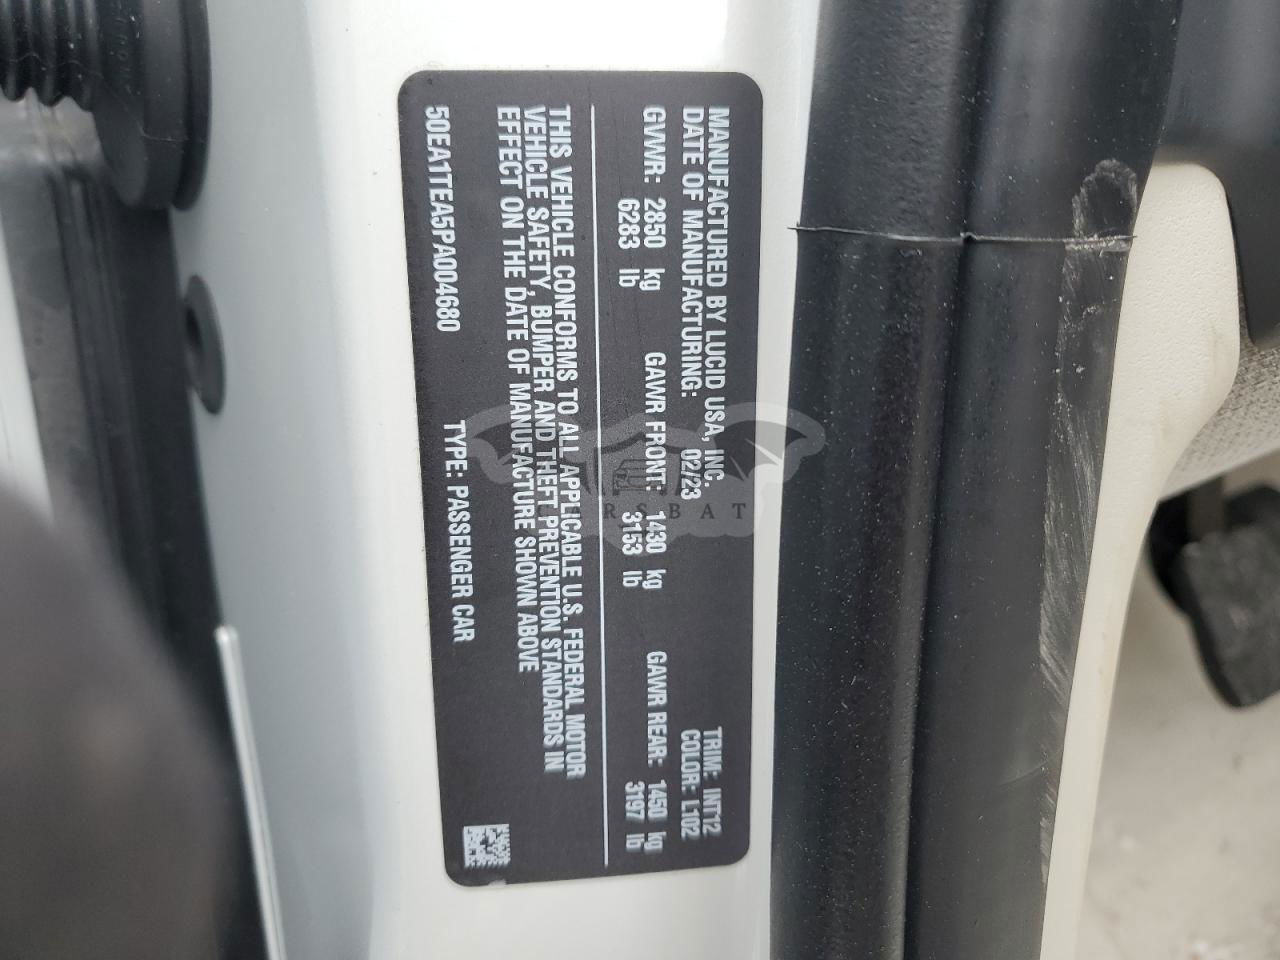 MANUFACTURED BY LUCID USA, INC. TRIM: INT12
DATE OF MANUFACTURING: 02/23 COLOR: L102
GVWR: 2850 kg GAWR FRONT: 1430 kg GAWR REAR: 1450 kg
6283 lb 3153 lb 3197 lb
THIS VEHICLE CONFORMS TO ALL APPLICABLE U.S. FEDERAL MOTOR
VEHICLE SAFETY, BUMPER AND THEFT PREVENTION STANDARDS IN
EFFECT ON THE DATE OF MANUFACTURE SHOWN ABOVE
50EA1TEA5PA004680 TYPE: PASSENGER CAR
CARSBAT